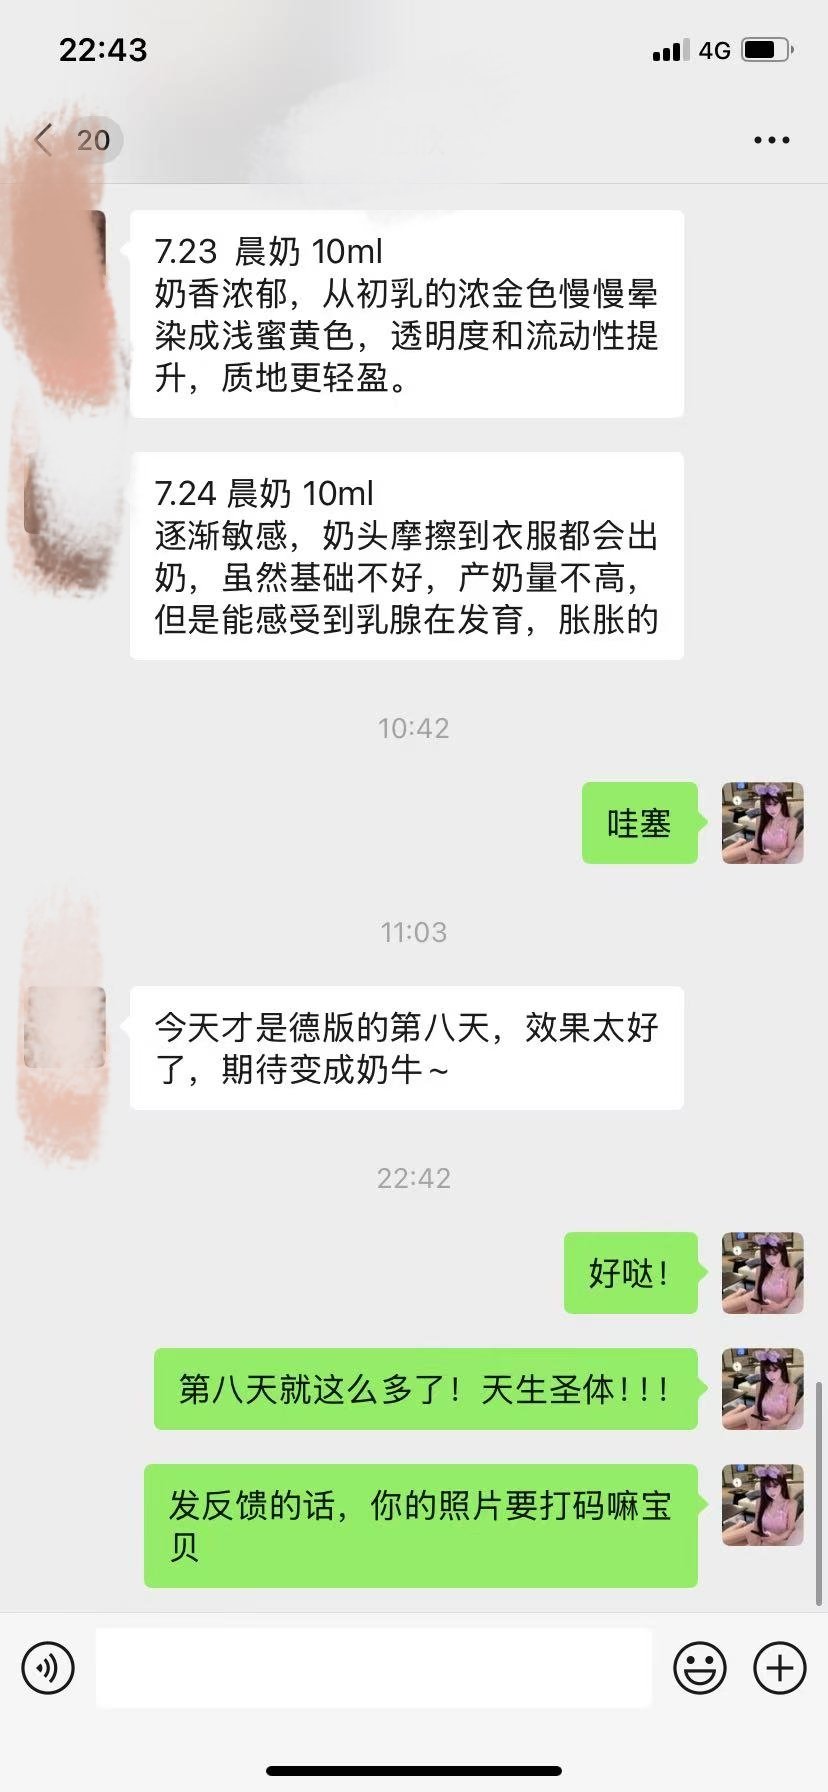 22:43
4G
20
7.23 晨奶 10ml
奶香浓郁，从初乳的浓金色慢慢晕
染成浅蜜黄色，透明度和流动性提
升，质地更轻盈。
7.24 晨奶 10ml
逐渐敏感，奶头摩擦到衣服都会出
奶，虽然基础不好，产奶量不高，
但是能感受到乳腺在发育，胀胀的
10:42
哇塞
11:03
今天才是德版的第八天，效果太好
了，期待变成奶牛~
22:42
好哒！
第八天就这么多了！天生圣体！！！
发反馈的话，你的照片要打码嘛宝
贝